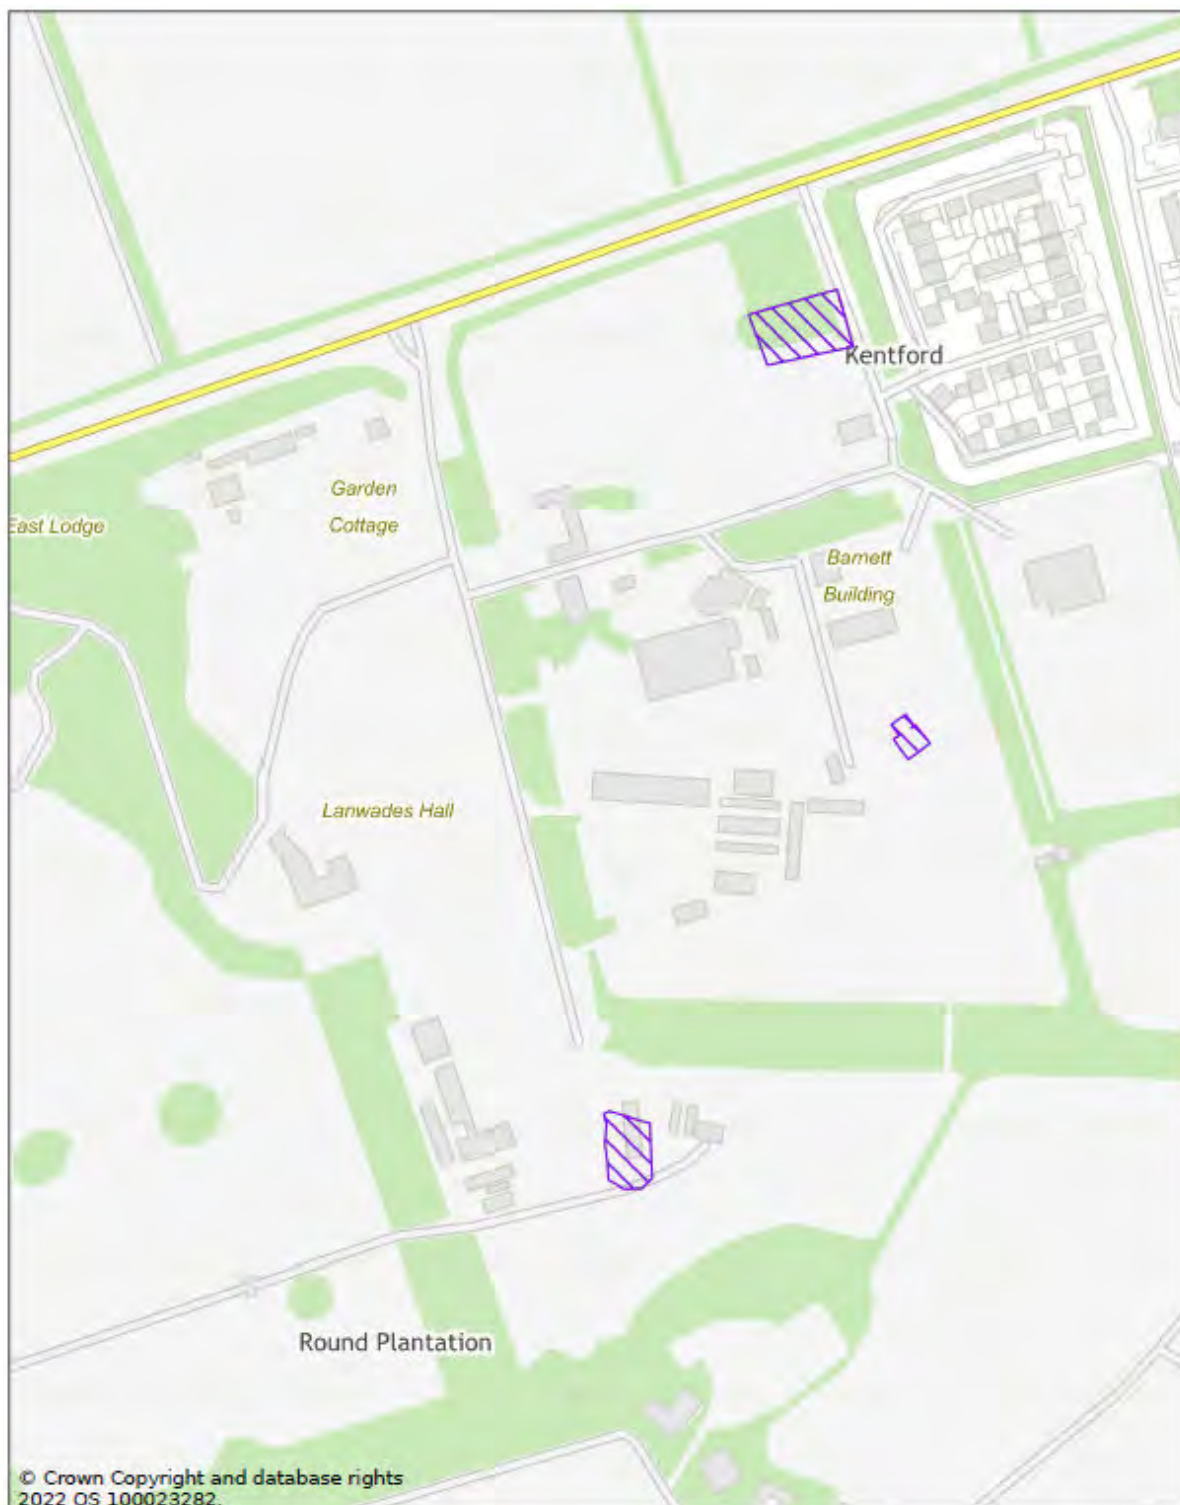 Kentford
Garden
Cottage
East Lodge
Barnett
Building
Lanwades Hall
Round Plantation
© Crown Copyright and database rights
2022 OS 100023282.